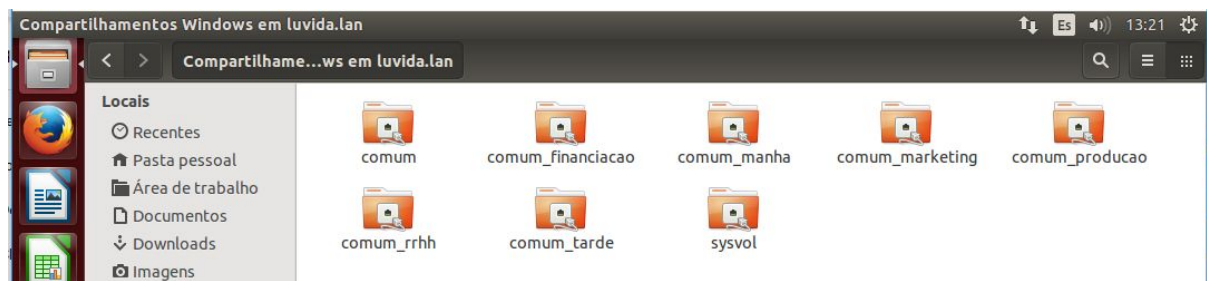 Compartilhamentos Windows em luvida.lan
Es
13:21
Compartilhame...ws em luvida.lan
Locais
Recentes
Pasta pessoal
Área de trabalho
Documentos
Downloads
Imagens
comum
comum_financiacao
comum_manha
comum_marketing
comum_producao
comum_rrhh
comum_tarde
sysvol